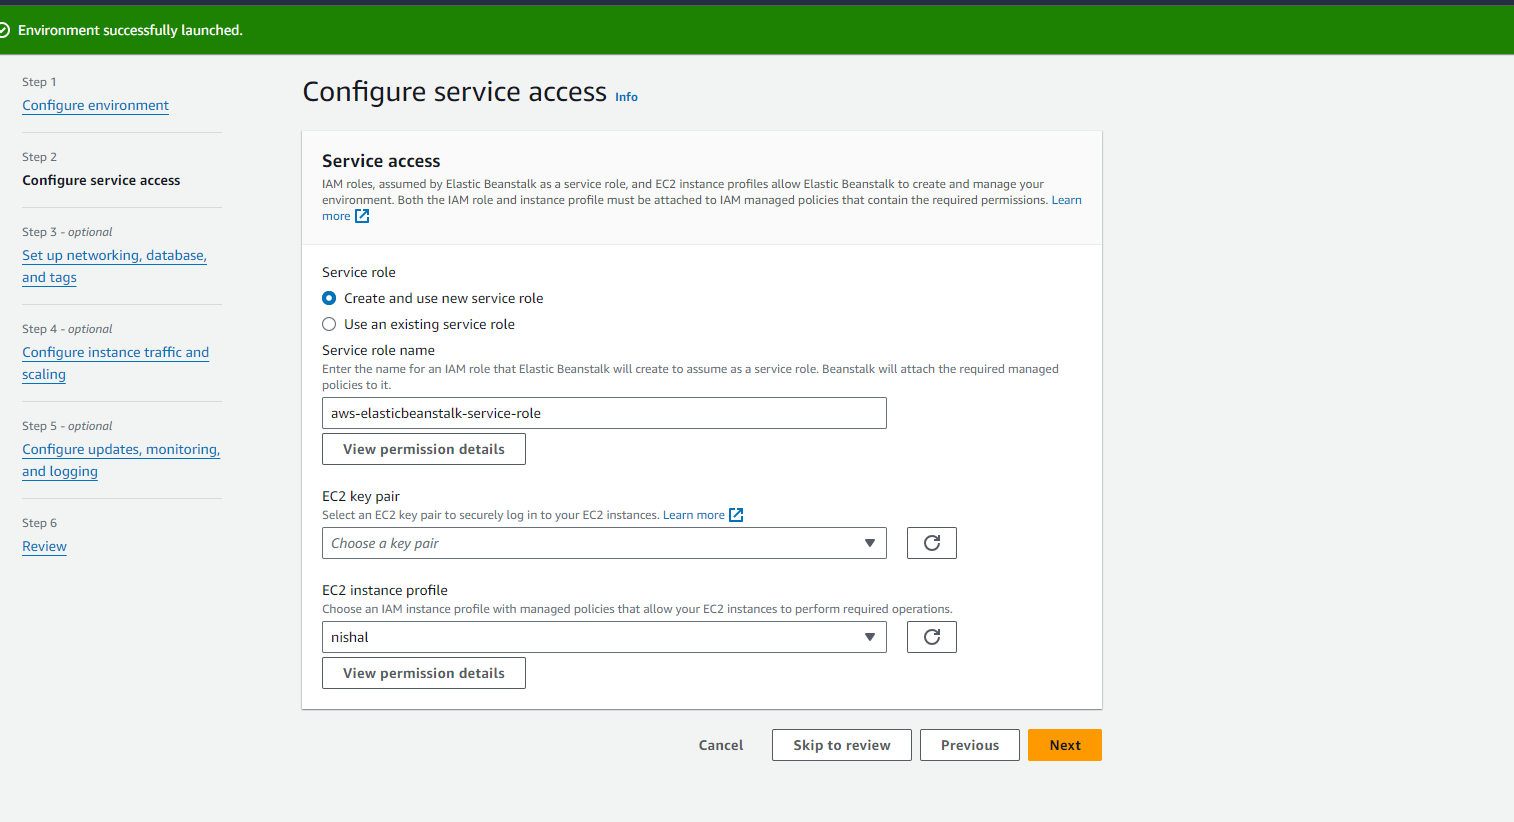 Environment successfully launched.
Step 1
Configure environment
Step 2
Configure service access
Step 3 - optional
Set up networking, database,
and tags
Step 4 - optional
Configure instance traffic and
scaling
Step 5 - optional
Configure updates, monitoring,
and logging
Step 6
Review
Configure service access Info
Service access
IAM roles, assumed by Elastic Beanstalk as a service role, and EC2 instance profiles allow Elastic Beanstalk to create and manage your
environment. Both the IAM role and instance profile must be attached to IAM managed policies that contain the required permissions. Learn
more
Service role
Create and use new service role
Use an existing service role
Service role name
Enter the name for an IAM role that Elastic Beanstalk will create to assume as a service role. Beanstalk will attach the required managed
policies to it.
aws-elasticbeanstalk-service-role
View permission details
EC2 key pair
Select an EC2 key pair to securely log in to your EC2 instances. Learn more
Choose a key pair
EC2 instance profile
Choose an IAM instance profile with managed policies that allow your EC2 instances to perform required operations.
nishal
View permission details
Cancel
Skip to review
Previous
Next